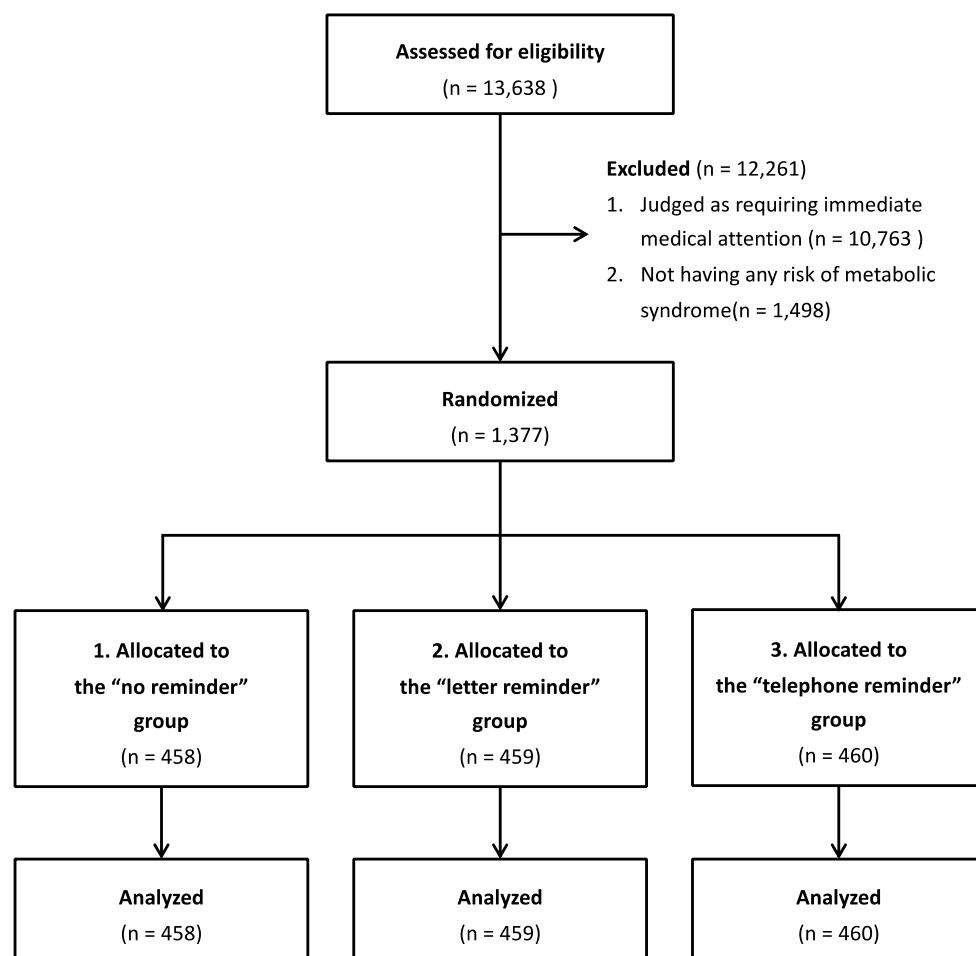 Assessed for eligibility
(n = 13,638 )
Excluded (n = 12,261)
1. Judged as requiring immediate
medical attention (n = 10,763 )
2. Not having any risk of metabolic
syndrome(n = 1,498)
Randomized
(n = 1,377)
1. Allocated to
the “no reminder”
group
(n = 458)
2. Allocated to
the “letter reminder”
group
(n = 459)
3. Allocated to
the “telephone reminder”
group
(n = 460)
Analyzed
(n = 458)
Analyzed
(n = 459)
Analyzed
(n = 460)